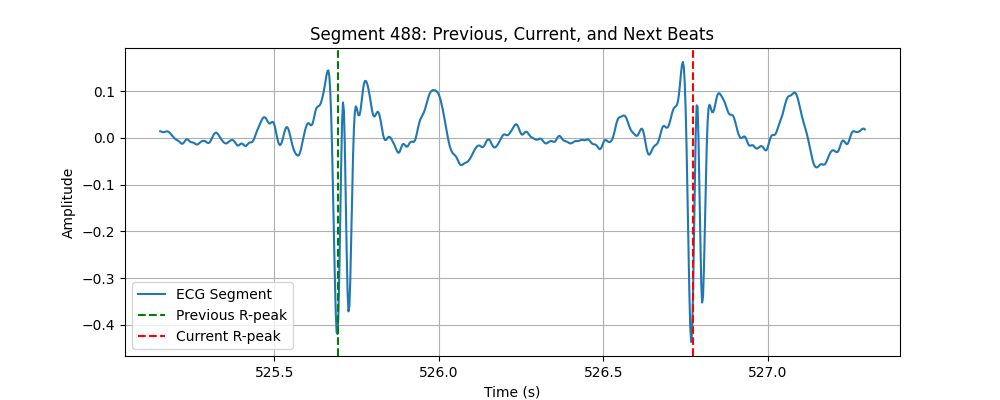 Segment 488: Previous, Current, and Next Beats
Amplitude
0.1
0.0
−0.1
−0.2
−0.3
−0.4
ECG Segment
Previous R-peak
Current R-peak
525.5 526.0 526.5 527.0
Time (s)